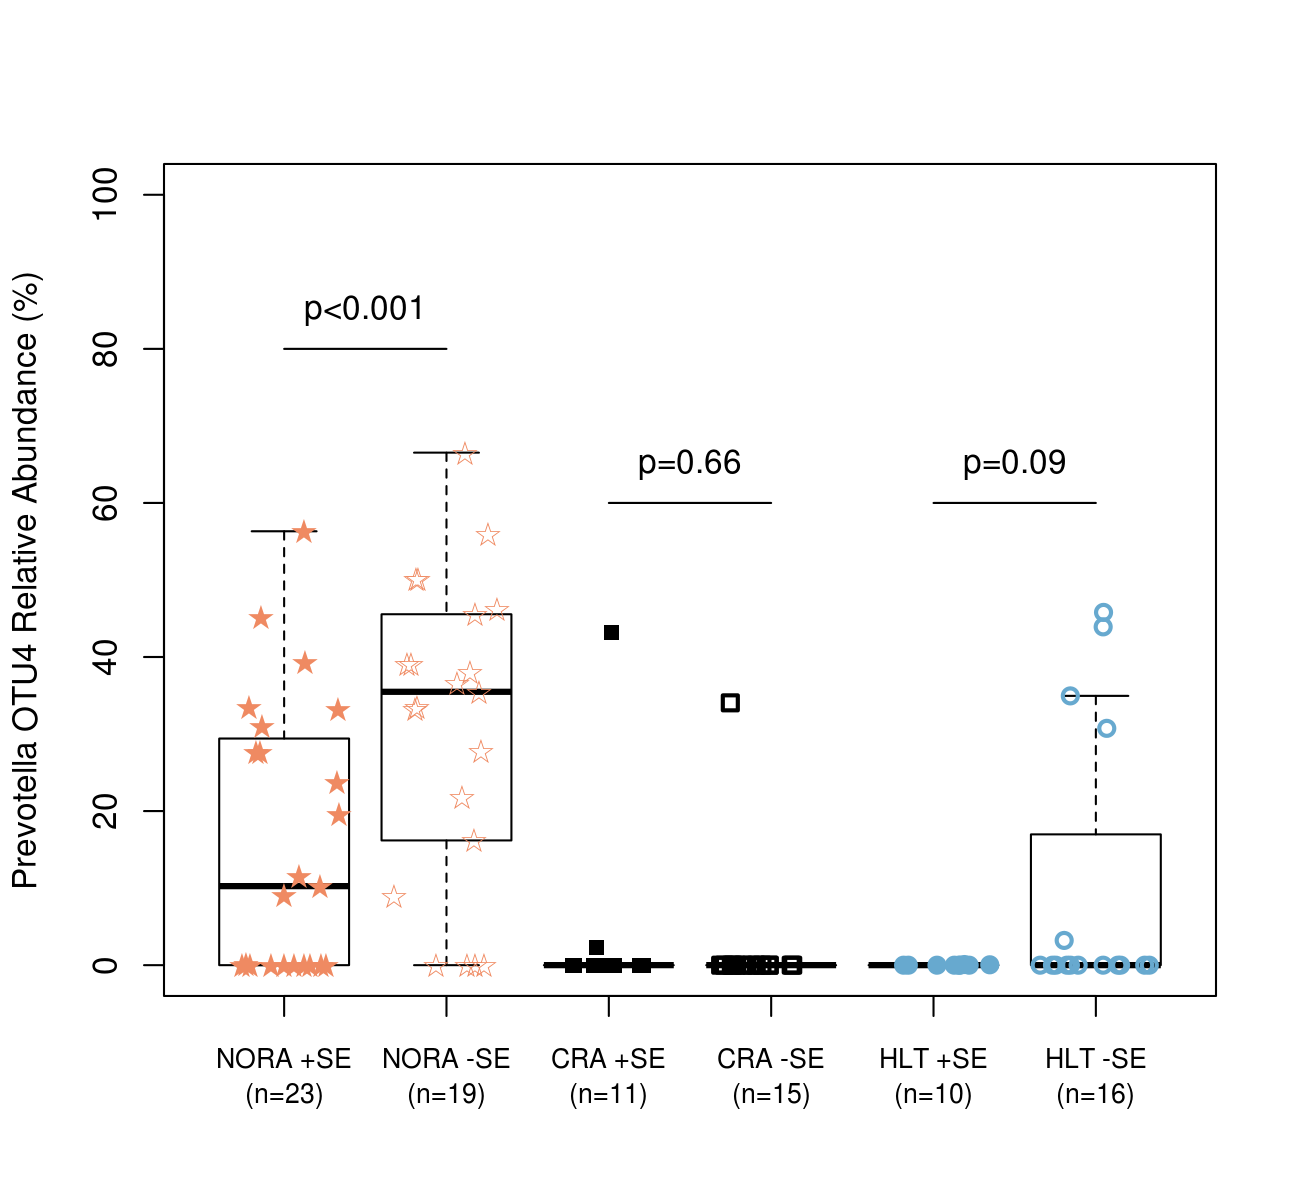 Prevotella OTU4 Relative Abundance (%)
100
80
60
40
20
0
p<0.001
p=0.66
p=0.09
NORA +SE
(n=23)
NORA -SE
(n=19)
CRA +SE
(n=11)
CRA -SE
(n=15)
HLT +SE
(n=10)
HLT -SE
(n=16)